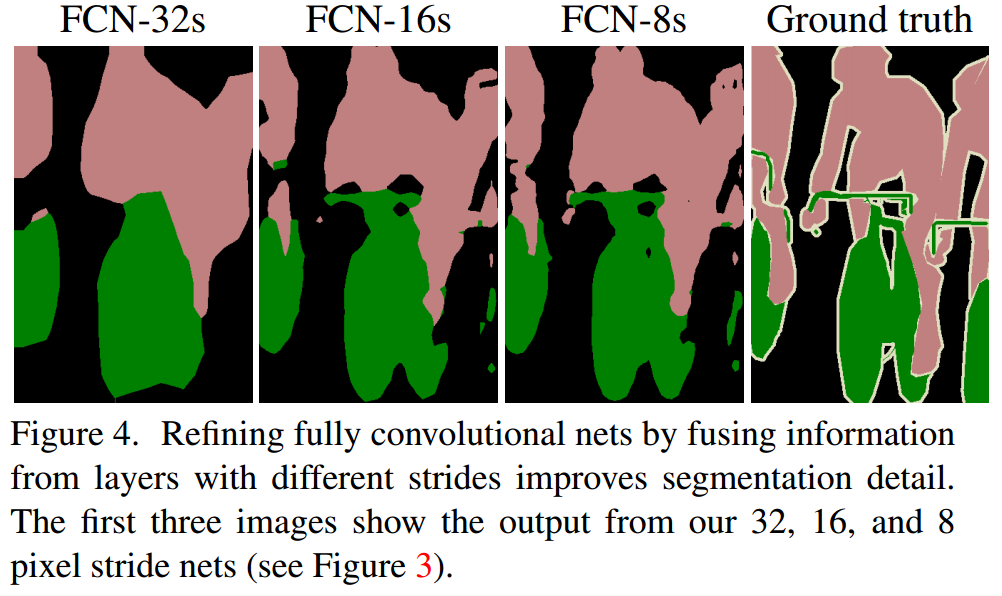 FCN-32s FCN-16s FCN-8s Ground truth
Figure 4. Refining fully convolutional nets by fusing information
from layers with different strides improves segmentation detail.
The first three images show the output from our 32, 16, and 8
pixel stride nets (see Figure 3).